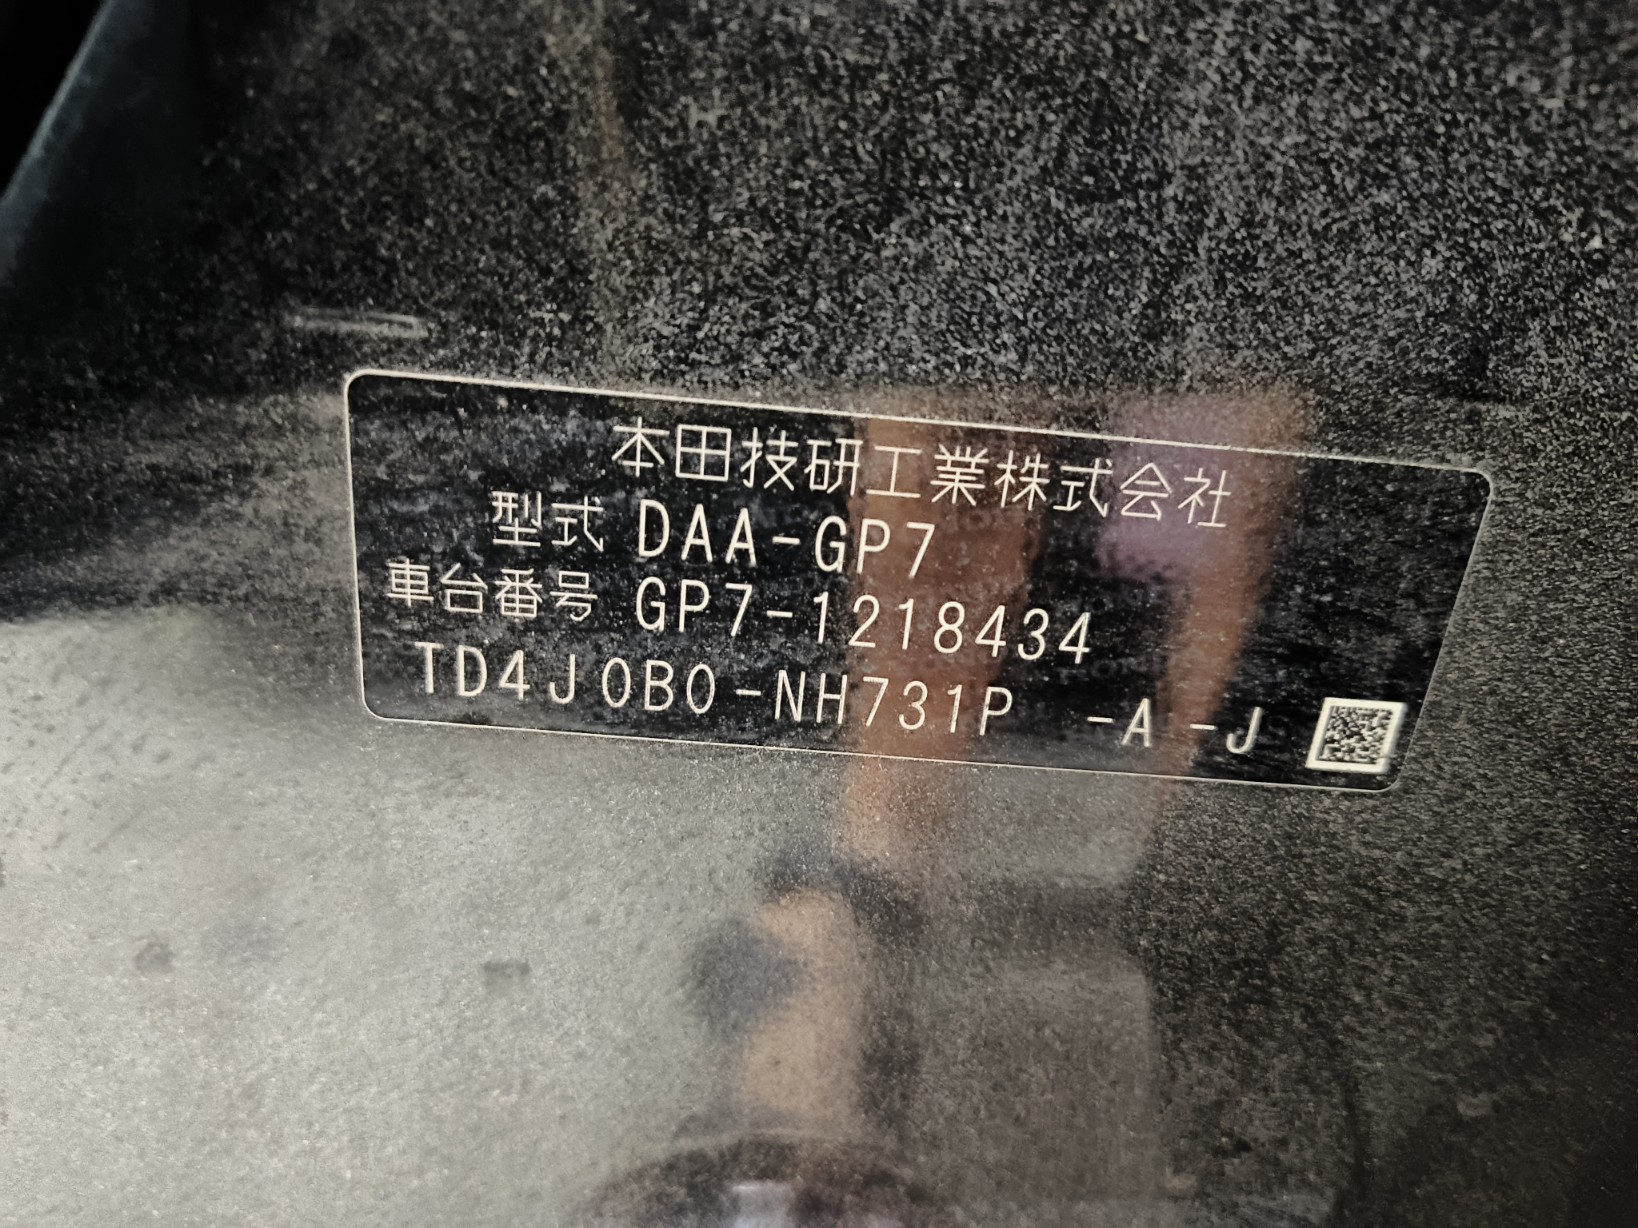 本田技研工業株式会社
型式 DAA-GP7
車台番号 GP7-1218434
TD4J0B0-NH731P -A-J